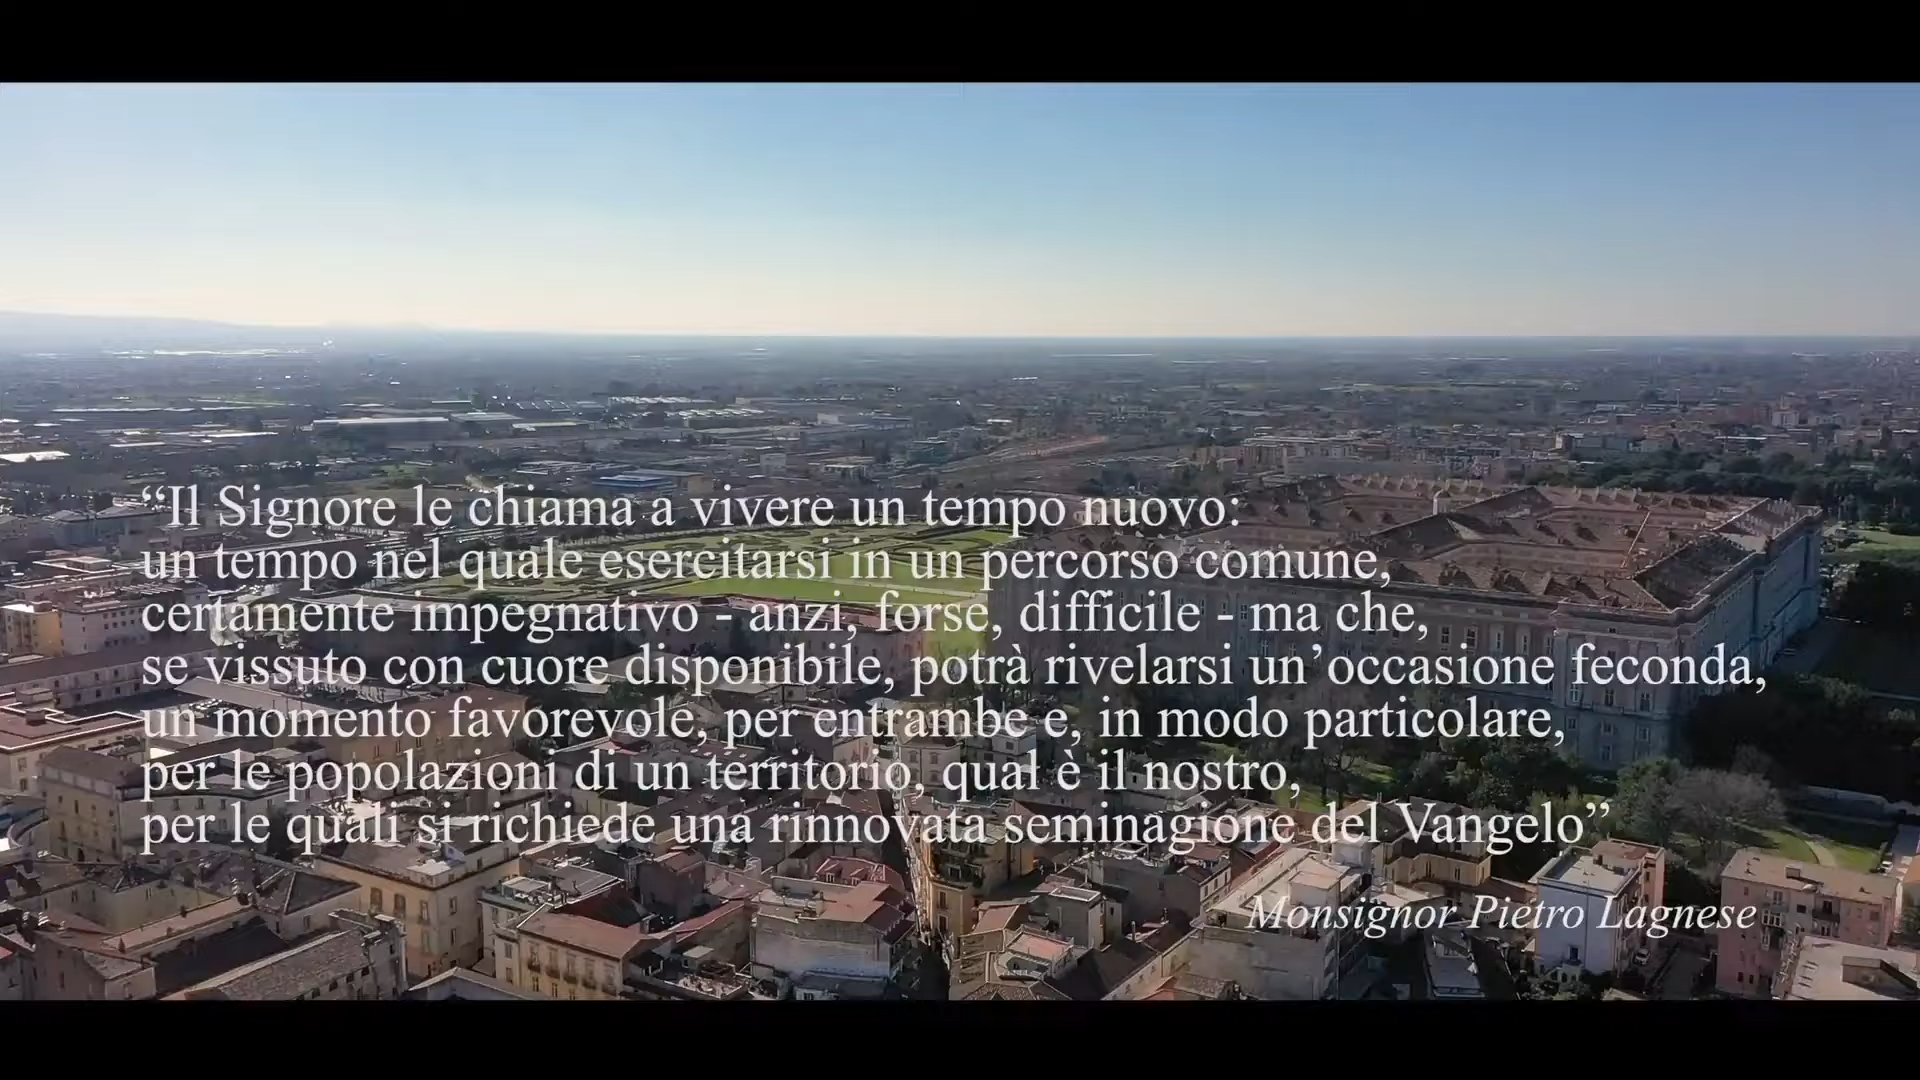 “Il Signore le chiama a vivere un tempo nuovo:
un tempo nel quale esercitarsi in un percorso comune,
certamente impegnativo - anzi, forse, difficile - ma che,
se vissuto con cuore disponibile, potrà rivelarsi un’occasione feconda,
un momento favorevole, per entrambe e, in modo particolare,
per le popolazioni di un territorio, qual è il nostro,
per le quali si richiede una rinnovata seminagione del Vangelo”
Monsignor Pietro Lagnese